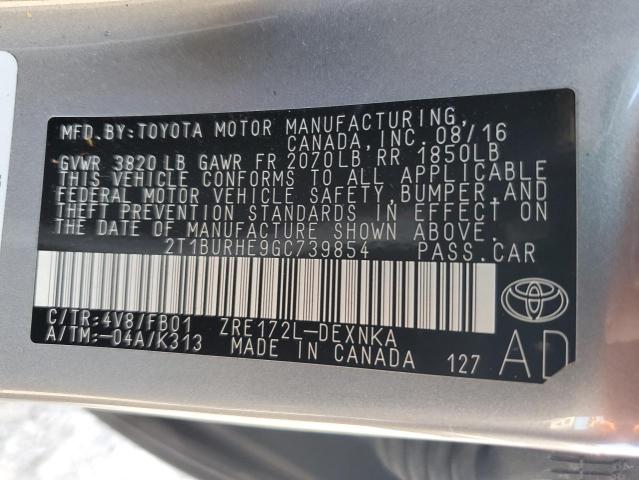 MFD.BY:TOYOTA MOTOR MANUFACTURING,
CANADA,INC. 08/16
GVWR 3820 LB GAWR FR 2070LB.RR 1850LB
THIS VEHICLE CONFORMS TO ALL APPLICABLE
FEDERAL MOTOR VEHICLE SAFETY,BUMPER,AND
THEFT PREVENTION STANDARDS IN EFFECT ON
THE DATE OF MANUFACTURE SHOWN ABOVE.
2T1BURHE9GC739854 PASS.CAR
C/TR:4V8/FB01 ZRE172L-DEXNKA
A/TM:-04A/K313 MADE IN CANADA 127
AD